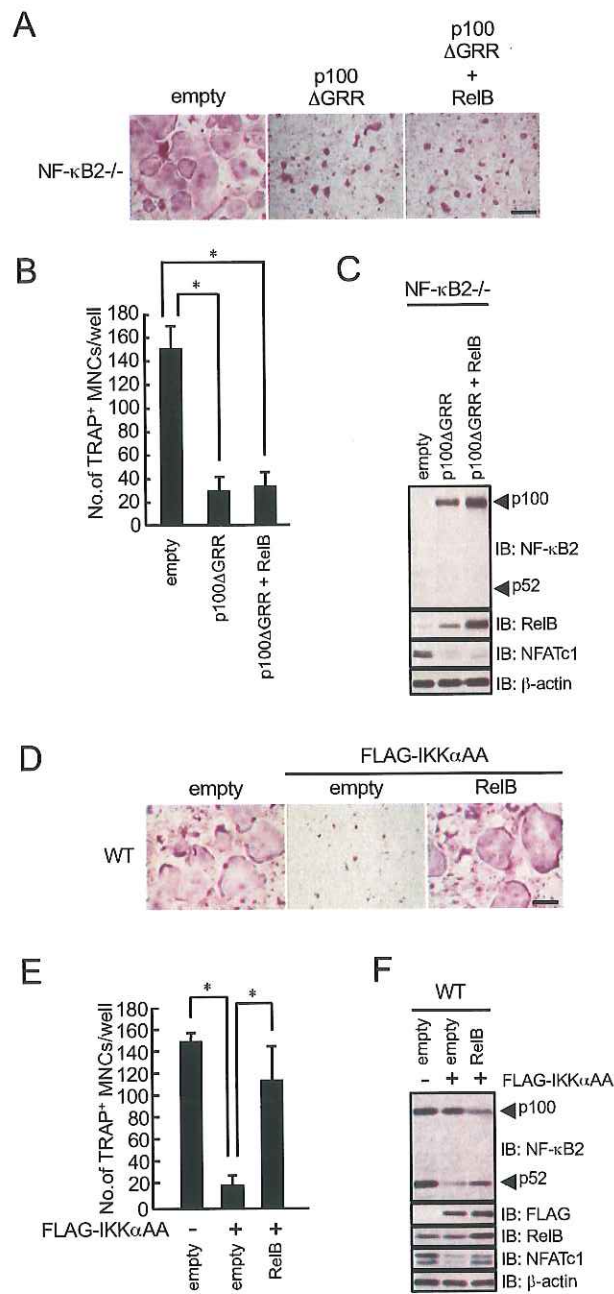 A
empty
p100
ΔGRR
p100
ΔGRR
+
RelB
NF-κB2-/-
B
No.of TRAP⁺ MNCs/well
180
160
140
120
100
80
60
40
20
0
*
*
empty
p100ΔGRR
p100ΔGRR + RelB
C
NF-κB2-/-
empty
p100ΔGRR
p100ΔGRR + RelB
p100
IB: NF-κB2
p52
IB: RelB
IB: NFATc1
IB: β-actin
D
FLAG-IKKαAA
empty
empty
RelB
WT
E
No.of TRAP⁺ MNCs/well
180
160
140
120
100
80
60
40
20
0
*
*
FLAG-IKKαAA - + +
empty
empty
RelB
F
WT
empty
empty
RelB
- + + FLAG-IKKαAA
p100
IB: NF-κB2
p52
IB: FLAG
IB: RelB
IB: NFATc1
IB: β-actin